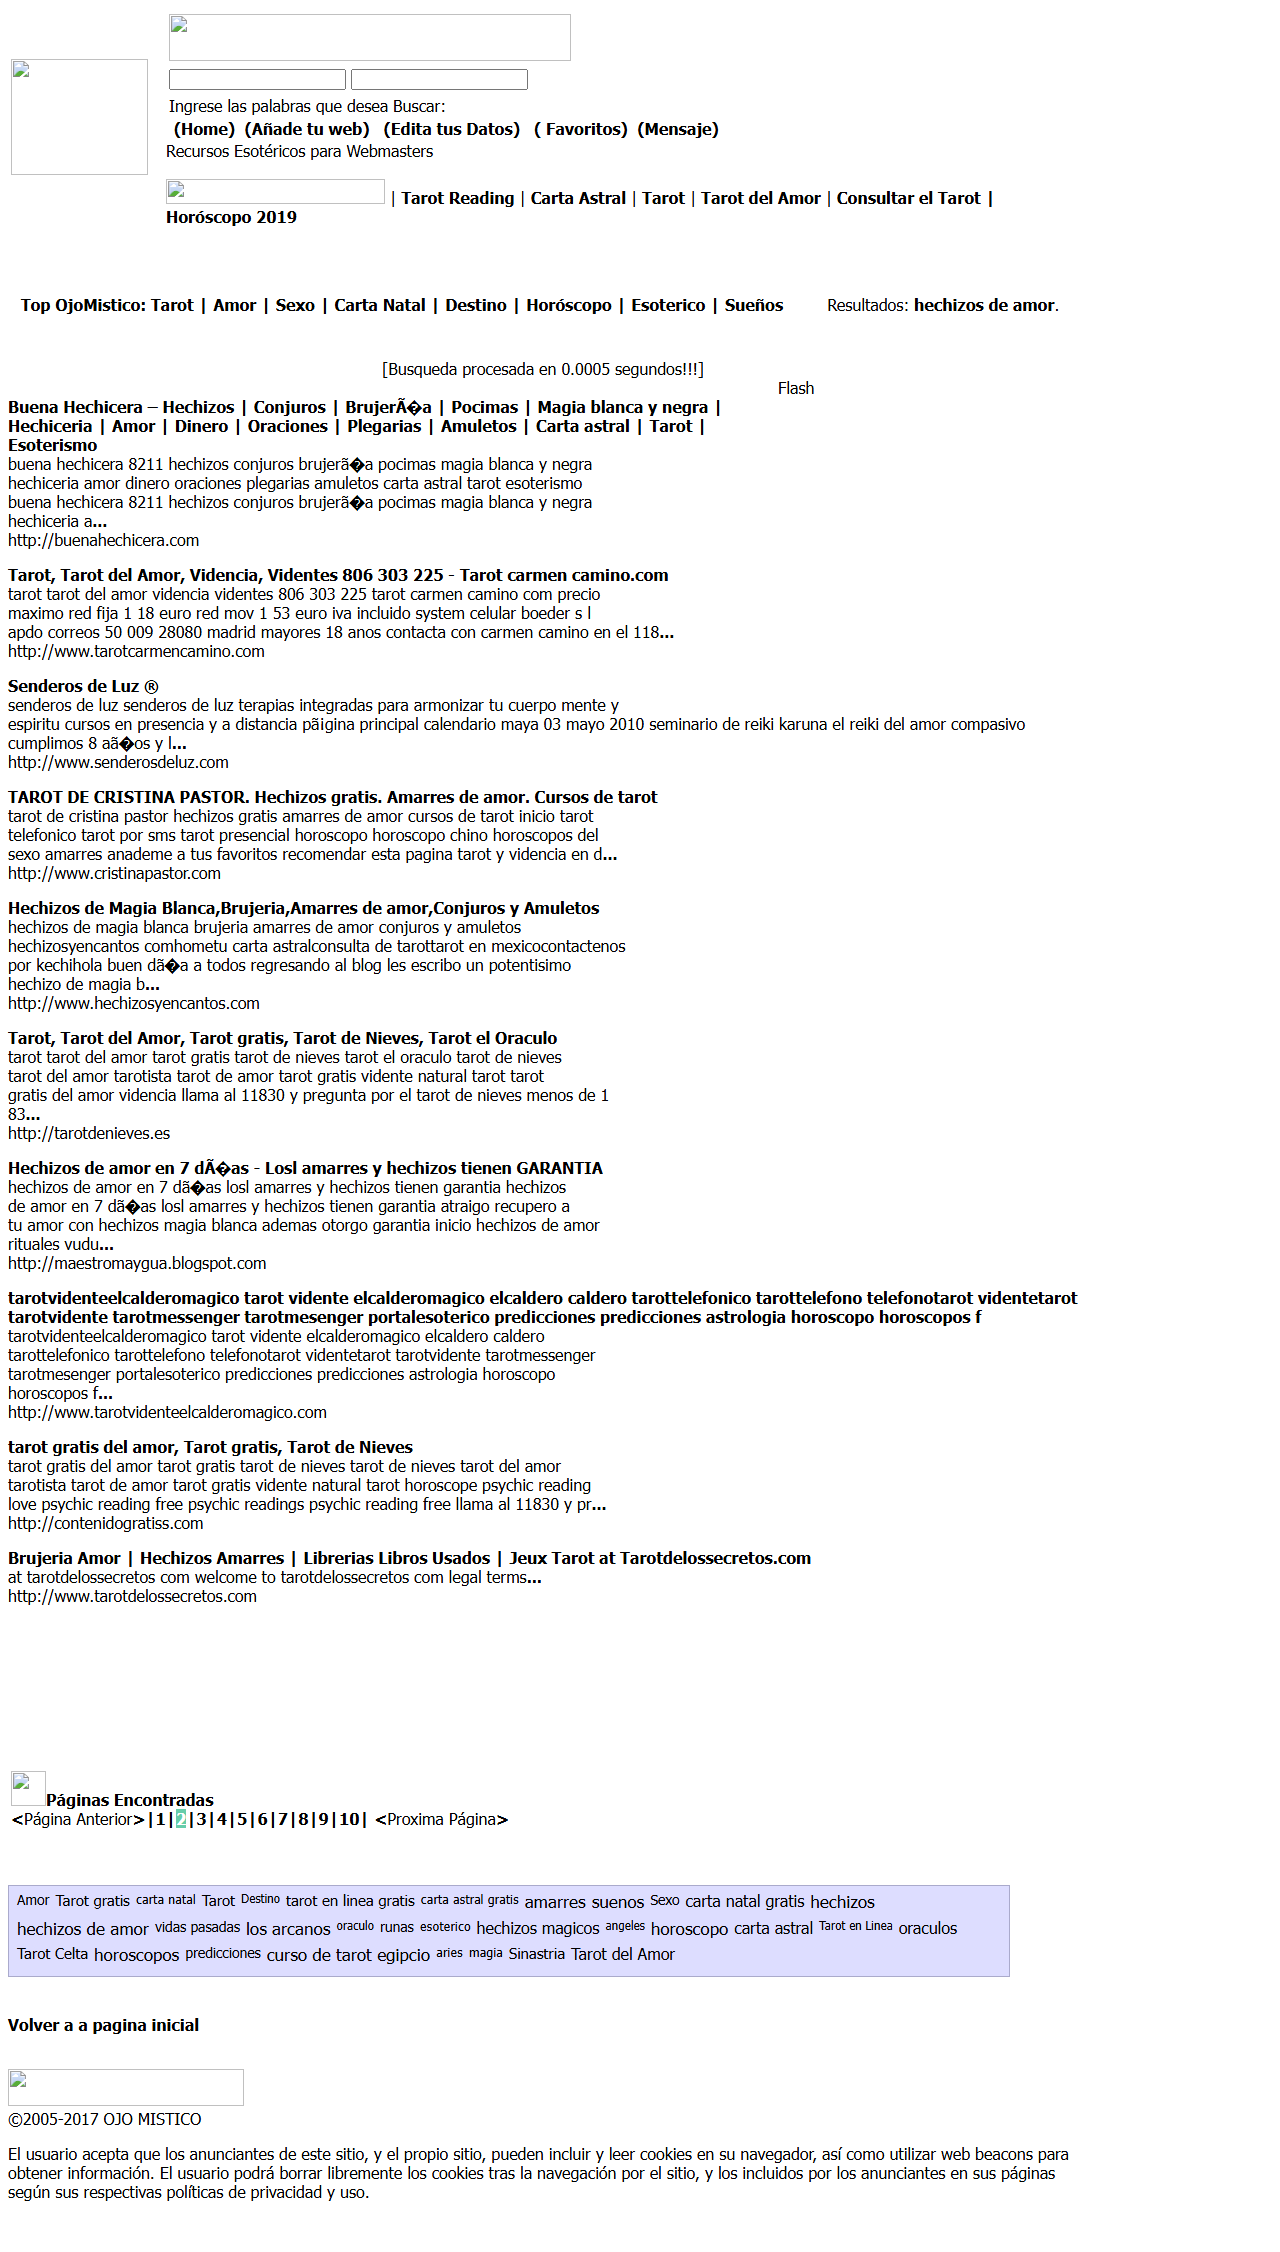 Ingrese las palabras que desea Buscar:
(Home) (Añade tu web) (Edita tus Datos) ( Favoritos) (Mensaje)
Recursos Esotéricos para Webmasters
| Tarot Reading | Carta Astral | Tarot | Tarot del Amor | Consultar el Tarot |
Horóscopo 2019
Top OjoMistico: Tarot | Amor | Sexo | Carta Natal | Destino | Horóscopo | Esoterico | Sueños Resultados: hechizos de amor.
[Busqueda procesada en 0.0005 segundos!!!]
Flash
Buena Hechicera – Hechizos | Conjuros | BrujerÃ�a | Pocimas | Magia blanca y negra |
Hechiceria | Amor | Dinero | Oraciones | Plegarias | Amuletos | Carta astral | Tarot |
Esoterismo
buena hechicera 8211 hechizos conjuros brujerã�a pocimas magia blanca y negra
hechiceria amor dinero oraciones plegarias amuletos carta astral tarot esoterismo
buena hechicera 8211 hechizos conjuros brujerã�a pocimas magia blanca y negra
hechiceria a...
http://buenahechicera.com
Tarot, Tarot del Amor, Videncia, Videntes 806 303 225 - Tarot carmen camino.com
tarot tarot del amor videncia videntes 806 303 225 tarot carmen camino com precio
maximo red fija 1 18 euro red mov 1 53 euro iva incluido system celular boeder s l
apdo correos 50 009 28080 madrid mayores 18 anos contacta con carmen camino en el 118...
http://www.tarotcarmencamino.com
Senderos de Luz ®
senderos de luz senderos de luz terapias integradas para armonizar tu cuerpo mente y
espiritu cursos en presencia y a distancia pã¡gina principal calendario maya 03 mayo 2010 seminario de reiki karuna el reiki del amor compasivo
cumplimos 8 aã�os y l...
http://www.senderosdeluz.com
TAROT DE CRISTINA PASTOR. Hechizos gratis. Amarres de amor. Cursos de tarot
tarot de cristina pastor hechizos gratis amarres de amor cursos de tarot inicio tarot
telefonico tarot por sms tarot presencial horoscopo horoscopo chino horoscopos del
sexo amarres anademe a tus favoritos recomendar esta pagina tarot y videncia en d...
http://www.cristinapastor.com
Hechizos de Magia Blanca,Brujeria,Amarres de amor,Conjuros y Amuletos
hechizos de magia blanca brujeria amarres de amor conjuros y amuletos
hechizosyencantos comhometu carta astralconsulta de tarottarot en mexicocontactenos
por kechihola buen dã�a a todos regresando al blog les escribo un potentisimo
hechizo de magia b...
http://www.hechizosyencantos.com
Tarot, Tarot del Amor, Tarot gratis, Tarot de Nieves, Tarot el Oraculo
tarot tarot del amor tarot gratis tarot de nieves tarot el oraculo tarot de nieves
tarot del amor tarotista tarot de amor tarot gratis vidente natural tarot tarot
gratis del amor videncia llama al 11830 y pregunta por el tarot de nieves menos de 1
83...
http://tarotdenieves.es
Hechizos de amor en 7 dÃ�as - Losl amarres y hechizos tienen GARANTIA
hechizos de amor en 7 dã�as losl amarres y hechizos tienen garantia hechizos
de amor en 7 dã�as losl amarres y hechizos tienen garantia atraigo recupero a
tu amor con hechizos magia blanca ademas otorgo garantia inicio hechizos de amor
rituales vudu...
http://maestromaygua.blogspot.com
tarotvidenteelcalderomagico tarot vidente elcalderomagico elcaldero caldero tarottelefonico tarottelefono telefonotarot videntetarot
tarotvidente tarotmessenger tarotmesenger portalesoterico predicciones predicciones astrologia horoscopo horoscopos f
tarotvidenteelcalderomagico tarot vidente elcalderomagico elcaldero caldero
tarottelefonico tarottelefono telefonotarot videntetarot tarotvidente tarotmessenger
tarotmesenger portalesoterico predicciones predicciones astrologia horoscopo
horoscopos f...
http://www.tarotvidenteelcalderomagico.com
tarot gratis del amor, Tarot gratis, Tarot de Nieves
tarot gratis del amor tarot gratis tarot de nieves tarot de nieves tarot del amor
tarotista tarot de amor tarot gratis vidente natural tarot horoscope psychic reading
love psychic reading free psychic readings psychic reading free llama al 11830 y pr...
http://contenidogratiss.com
Brujeria Amor | Hechizos Amarres | Librerias Libros Usados | Jeux Tarot at Tarotdelossecretos.com
at tarotdelossecretos com welcome to tarotdelossecretos com legal terms...
http://www.tarotdelossecretos.com
Páginas Encontradas
<Página Anterior>|1|2|3|4|5|6|7|8|9|10| <Proxima Página>
Amor Tarot gratis carta natal Tarot Destino tarot en linea gratis carta astral gratis amarres suenos Sexo carta natal gratis hechizos
hechizos de amor vidas pasadas los arcanos oraculo runas esoterico hechizos magicos angeles horoscopo carta astral Tarot en Linea oraculos
Tarot Celta horoscopos predicciones curso de tarot egipcio aries magia Sinastria Tarot del Amor
Volver a a pagina inicial
©2005-2017 OJO MISTICO
El usuario acepta que los anunciantes de este sitio, y el propio sitio, pueden incluir y leer cookies en su navegador, así como utilizar web beacons para
obtener información. El usuario podrá borrar libremente los cookies tras la navegación por el sitio, y los incluidos por los anunciantes en sus páginas
según sus respectivas políticas de privacidad y uso.